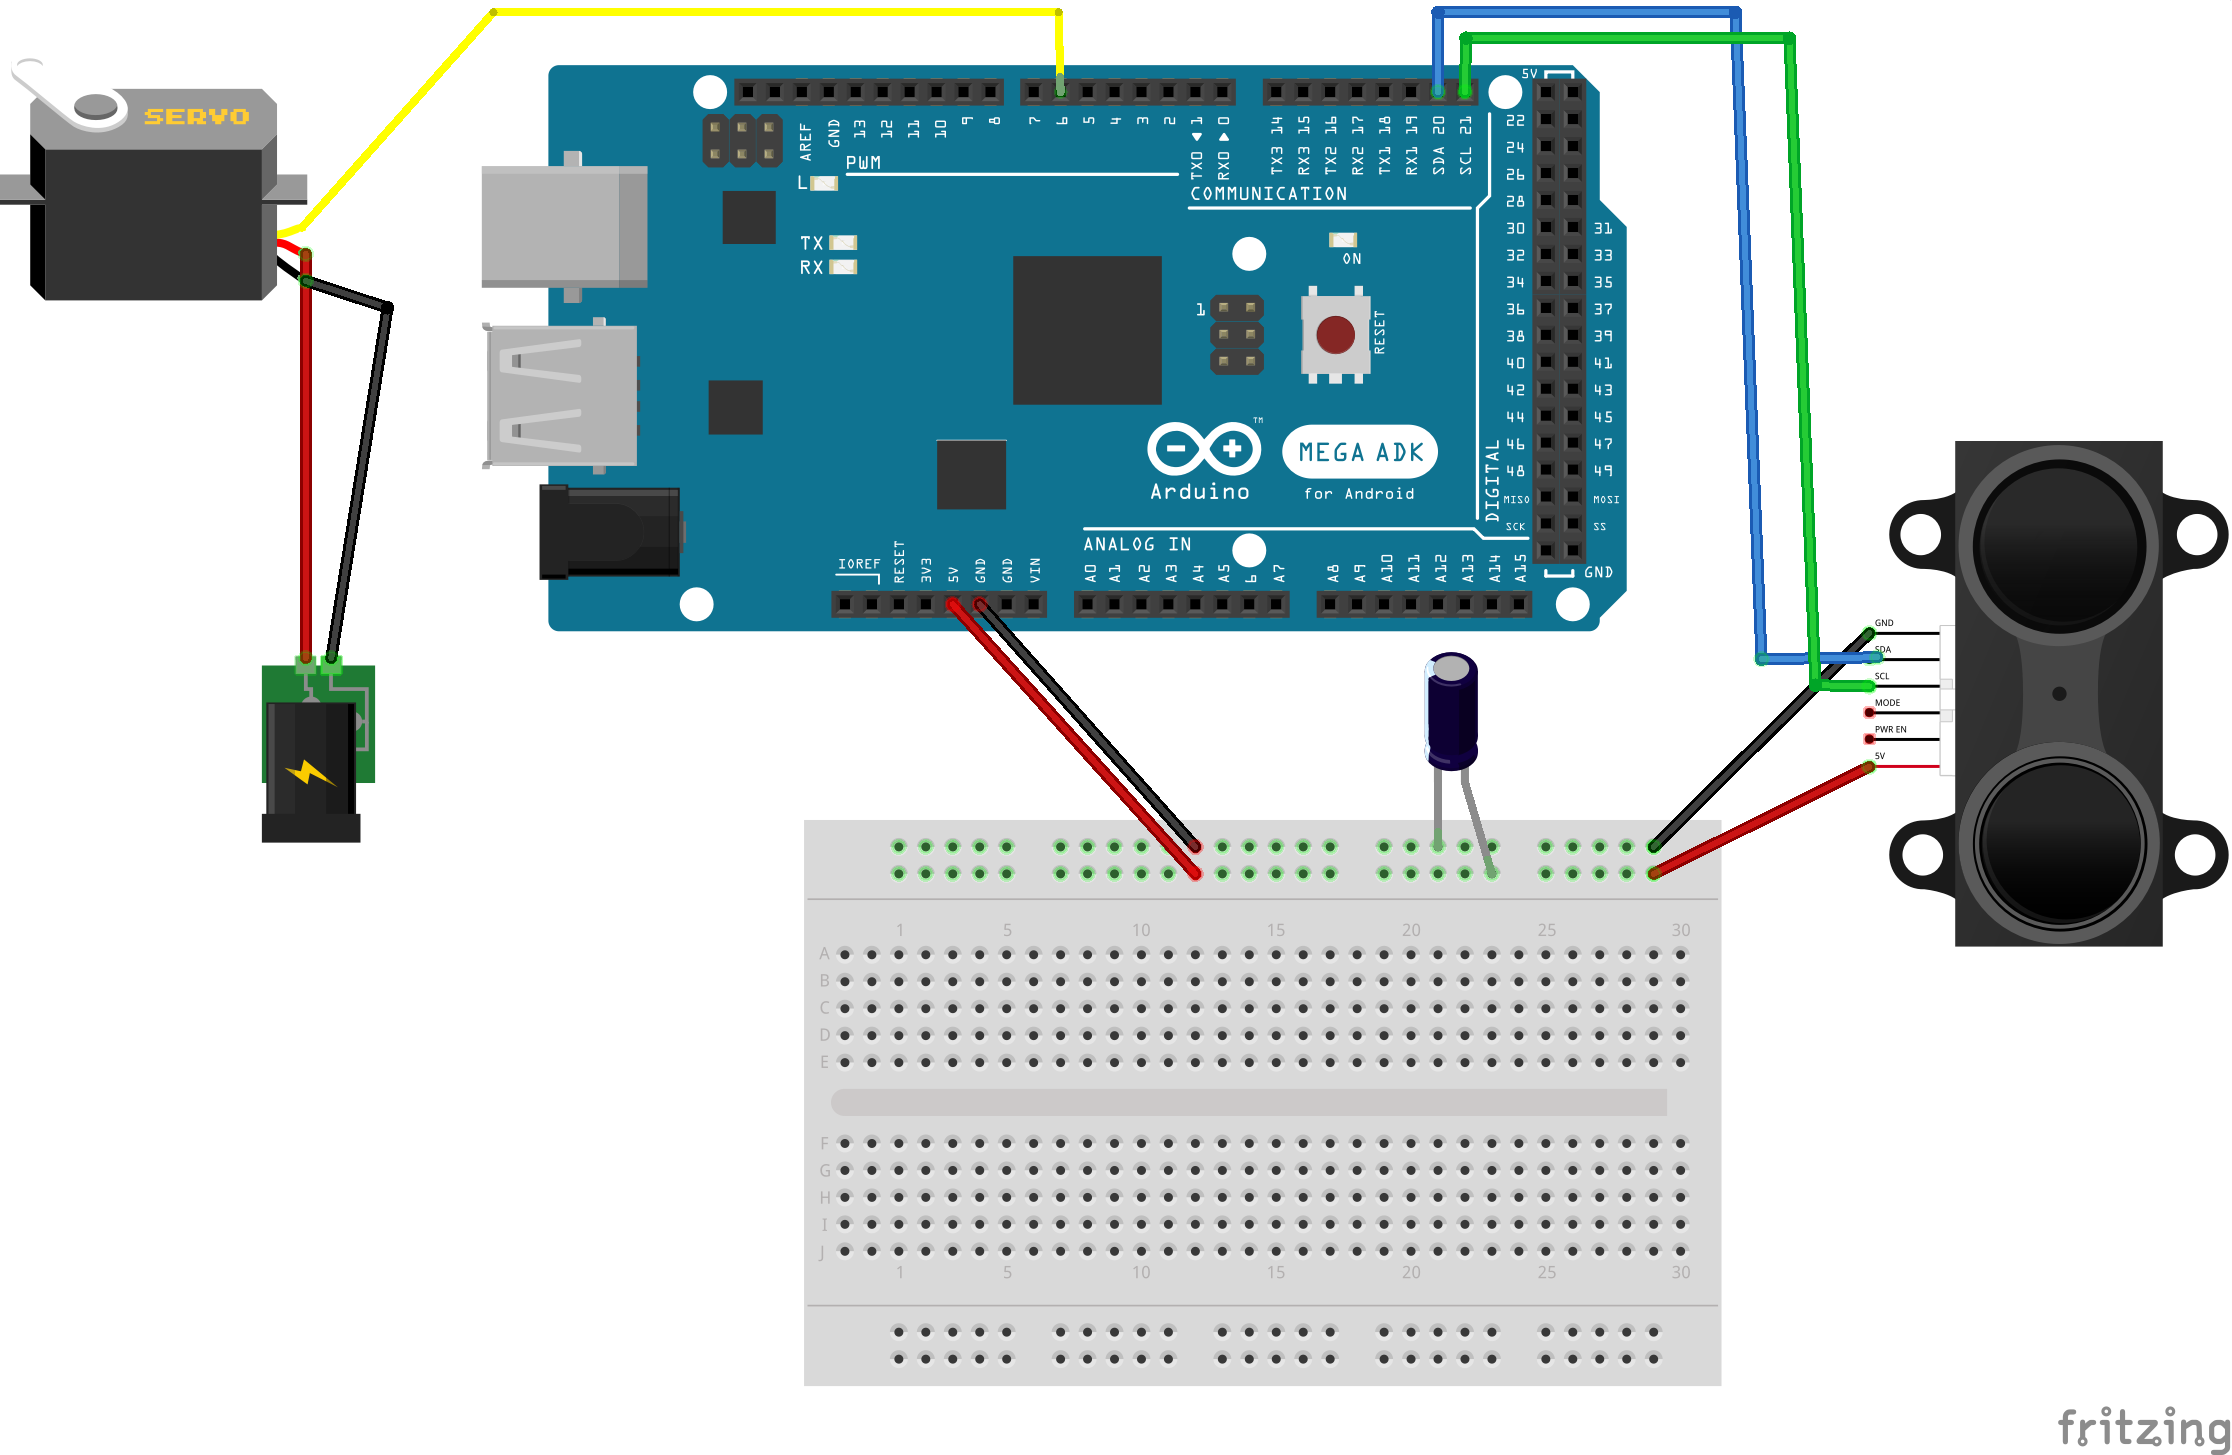 SERVO
5V
AREF
GND
13
12
11
10
9
8
7
6
5
4
3
2
TX0 ◀ 1
RX0 ▶ 0
TX3 14
RX3 15
TX2 16
RX2 17
TX1 18
RX1 19
SDA 20
SCL 21
PWM
L
COMMUNICATION
TX
RX
ON
1
RESET
22
24
26
28
30 31
32 33
34 35
36 37
38 39
40 41
42 43
44 45
46 47
48 49
MISO MOSI
SCK SS
DIGITAL
GND
TM
MEGA ADK
Arduino
for Android
ANALOG IN
IOREF
RESET
3V3
5V
GND
GND
VIN
A0
A1
A2
A3
A4
A5
6
A7
A8
A9
A10
A11
A12
A13
A14
A15
GND
SDA
SCL
MODE
PWR EN
5V
1 5 10 15 20 25 30
A
B
C
D
E
F
G
H
I
J
1 5 10 15 20 25 30
fritzing